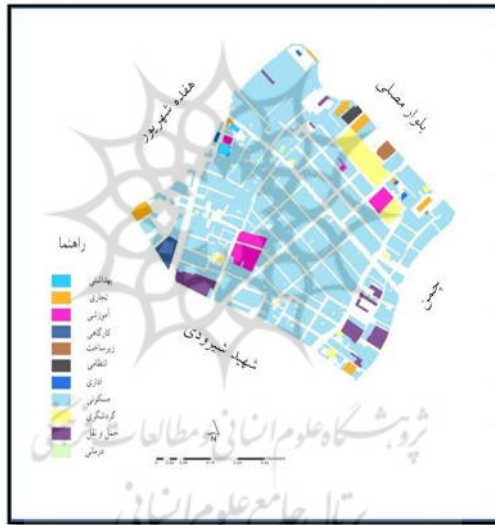 هفده شهریور
بلوار مصلی
چمن
شهید شیرودی
راهنما
بهداشتی
تجاری
آموزشی
کارگاهی
زیرساخت
انتظامی
اداری
مسکونی
گردشگری
حمل و نقل
درمانی
N
پژوهشگاه علوم انسانی و مطالعات فرهنگی
پرتال جامع علوم انسانی